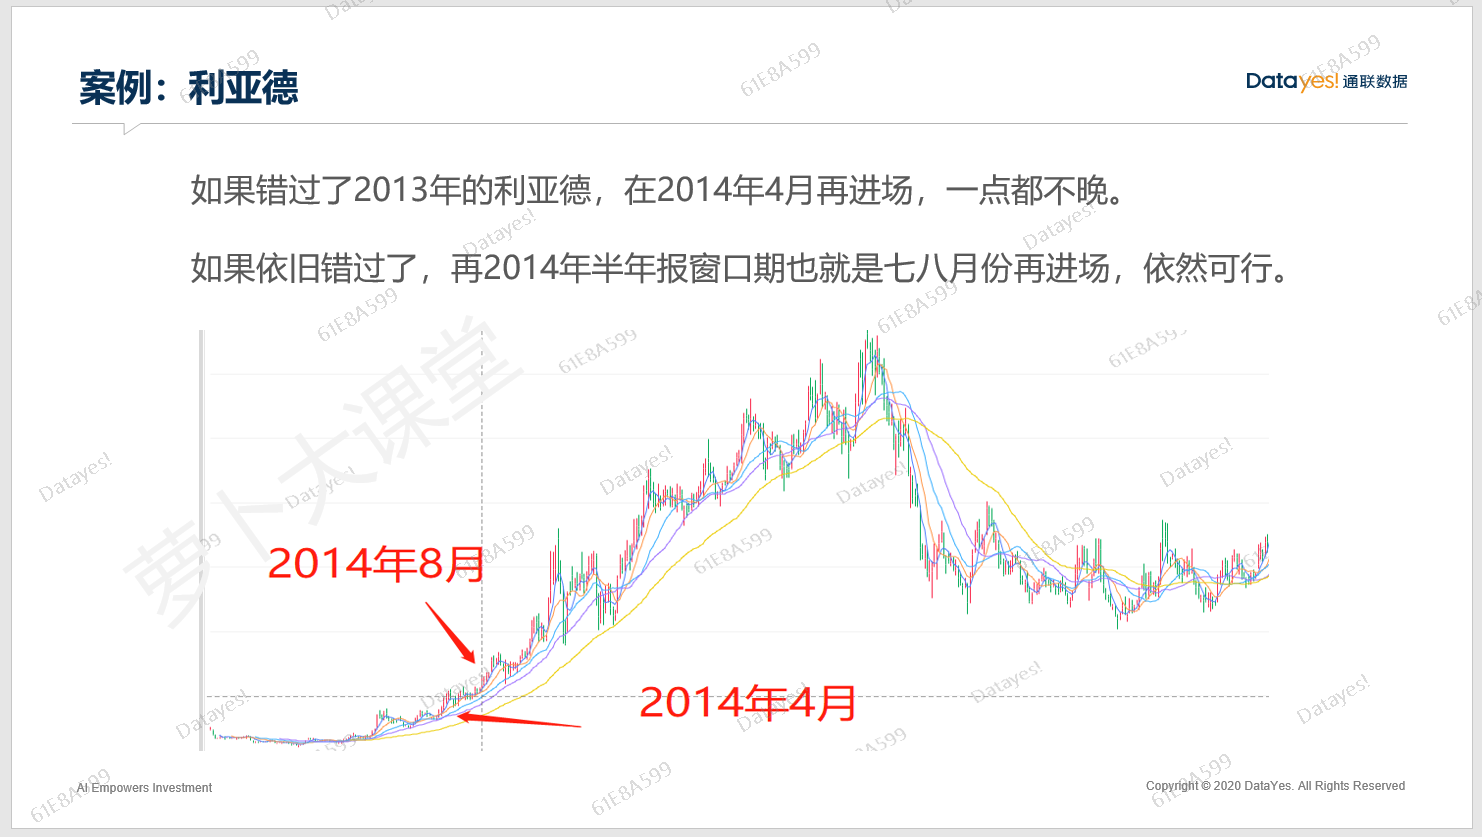 案例：利亚德
Datayes! 通联数据
如果错过了2013年的利亚德，在2014年4月再进场，一点都不晚。
如果依旧错过了，再2014年半年报窗口期也就是七八月份再进场，依然可行。
萝卜大课堂
2014年8月
2014年4月
AI Empowers Investment
Copyright © 2020 DataYes. All Rights Reserved
Datayes!
61E8A599